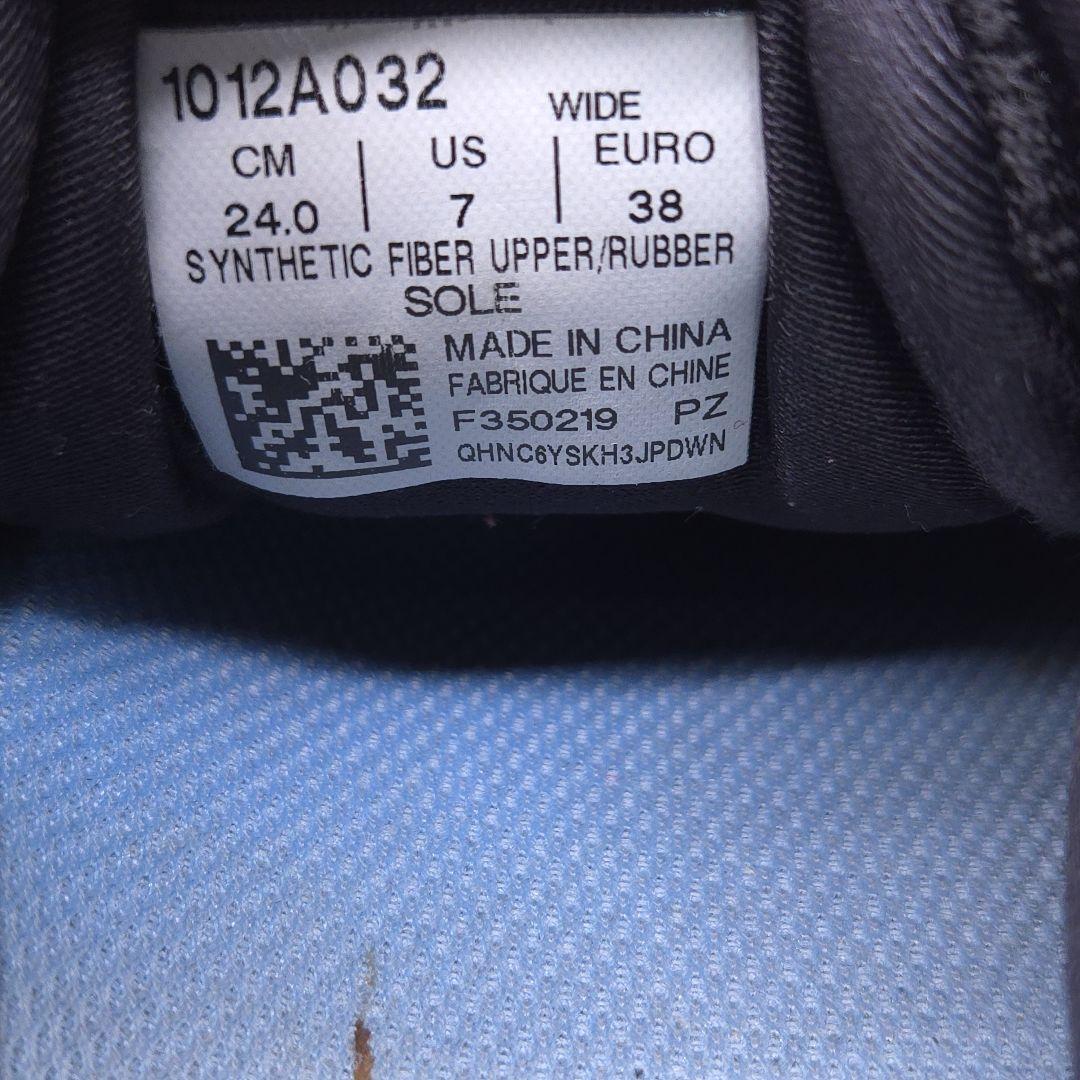 1012A032
WIDE
CM | US | EURO
24.0 | 7 | 38
SYNTHETIC FIBER UPPER/RUBBER
SOLE
MADE IN CHINA
FABRIQUE EN CHINE
F350219 PZ
QHNC6YSKH3JPDWN